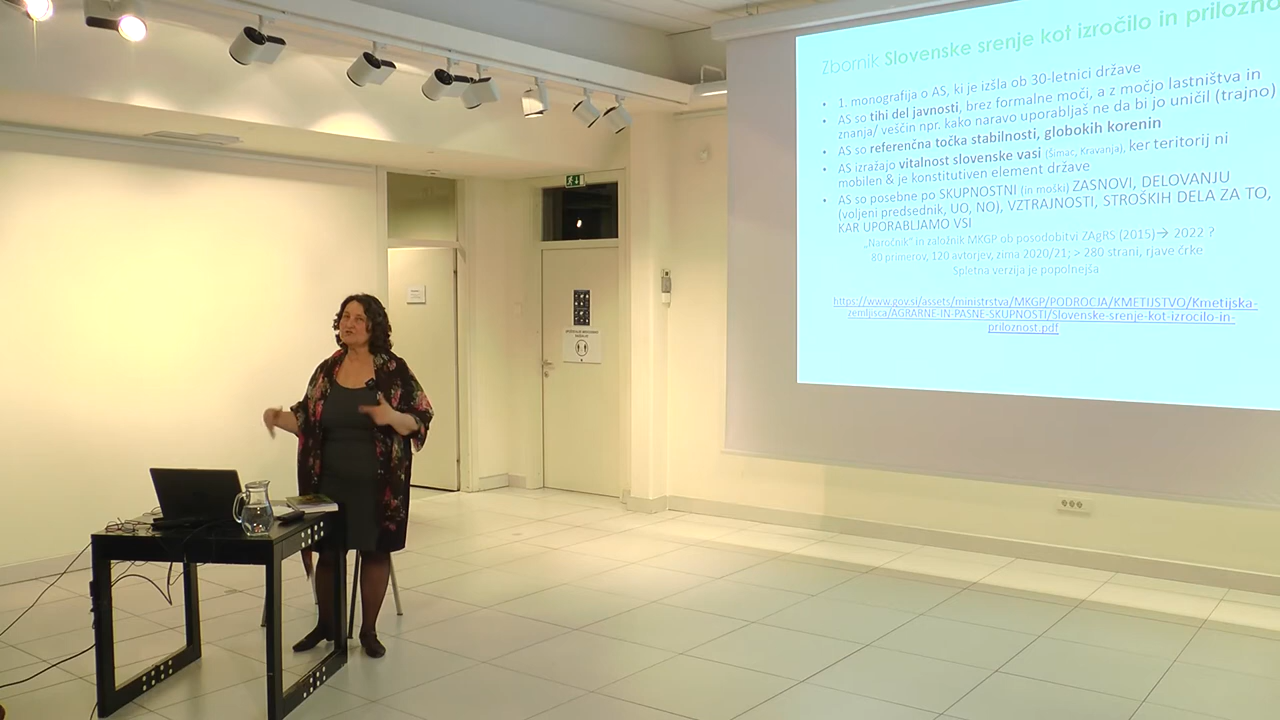 Zbornik Slovenske srenje kot izročilo in priložno
• 1. monografija o AS, ki je izšla ob 30-letnici države
• AS so tihi del javnosti, brez formalne moči, a z močjo lastništva in
znanja/ veščin npr. kako naravo uporabljaš ne da bi jo uničil (trajno)
• AS so referenčna točka stabilnosti, globokih korenin
• AS izražajo vitalnost slovenske vasi (Šimac, Kravanja), ker teritorij ni
mobilen & je konstitutiven element države
• AS so posebne po SKUPNOSTNI (in moški) ZASNOVI, DELOVANJU
(voljeni predsednik, UO, NO), VZTRAJNOSTI, STROŠKIH DELA ZA TO,
KAR UPORABLJAMO VSI
„Naročnik“ in založnik MKGP ob posodobitvi ZAgRS (2015)→ 2022 ?
80 primerov, 120 avtorjev, zima 2020/21; > 280 strani, rjave črke
Spletna verzija je popolnejša
https://www.gov.si/assets/ministrstva/MKGP/PODROCJA/KMETIJSTVO/Kmetijska-
zemljisca/AGRARNE-IN-PASNE-SKUPNOSTI/Slovenske-srenje-kot-izrocilo-in-
priloznost.pdf